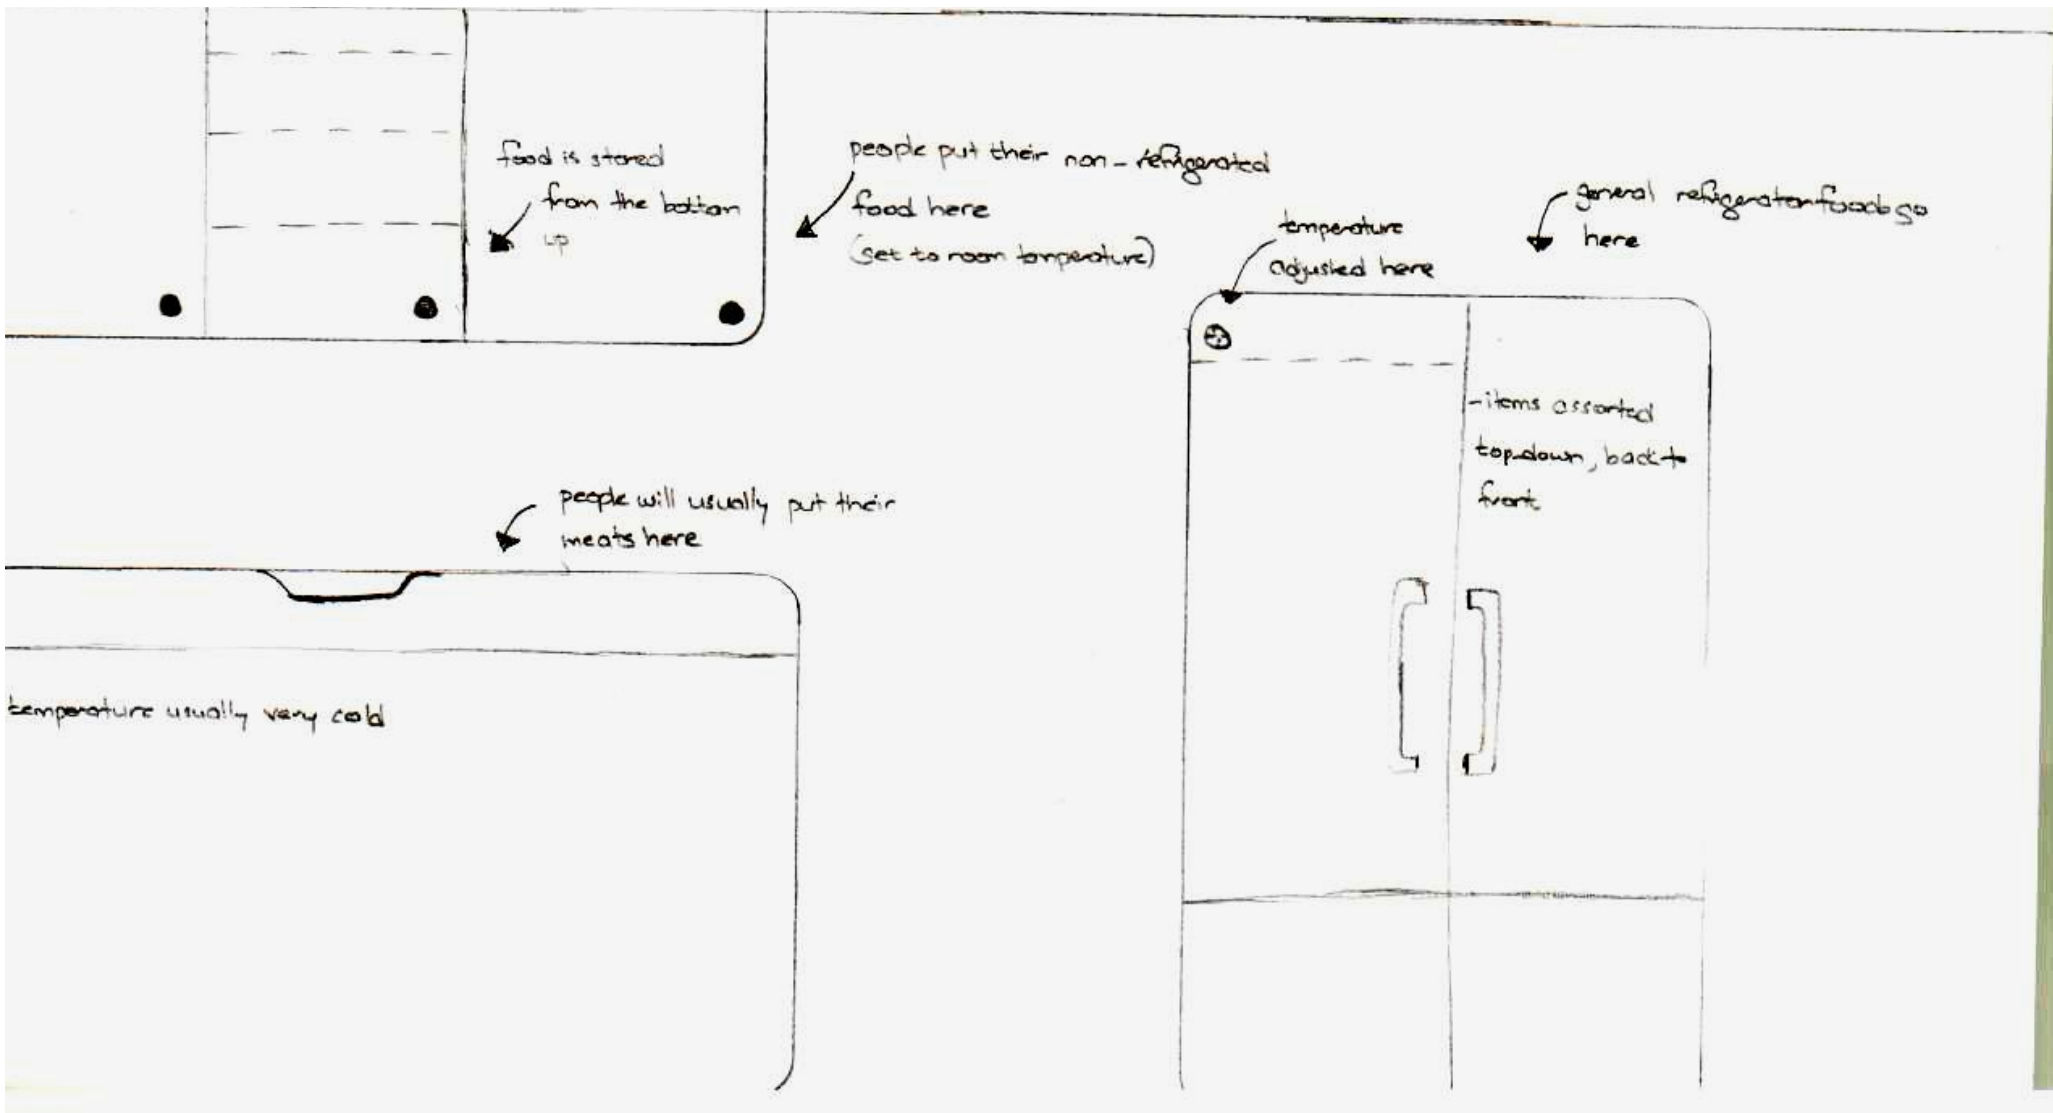 food is stored
from the bottom
up
people put their non-refrigerated
food here
(set to room temperature)
temperature
adjusted here
general refrigerator foods go
here
-items assorted
top down, back to
front
people will usually put their
meats here
temperature usually very cold